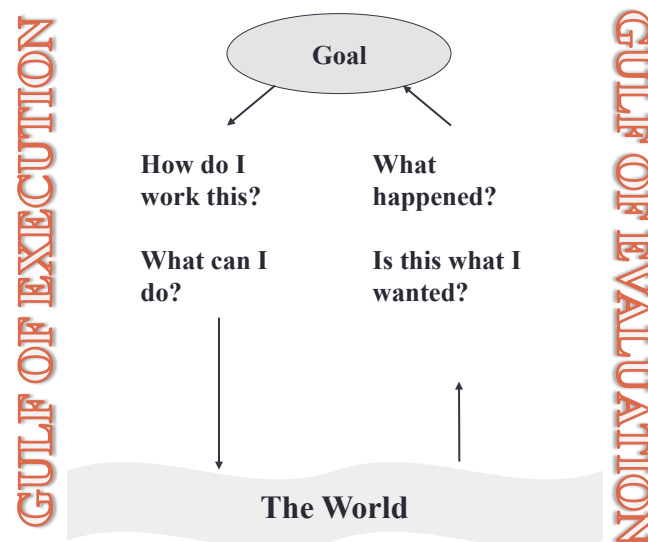 GULF OF EXECUTION
Goal
How do I
work this?
What can I
do?
What
happened?
Is this what I
wanted?
The World
GULF OF EVALUATION